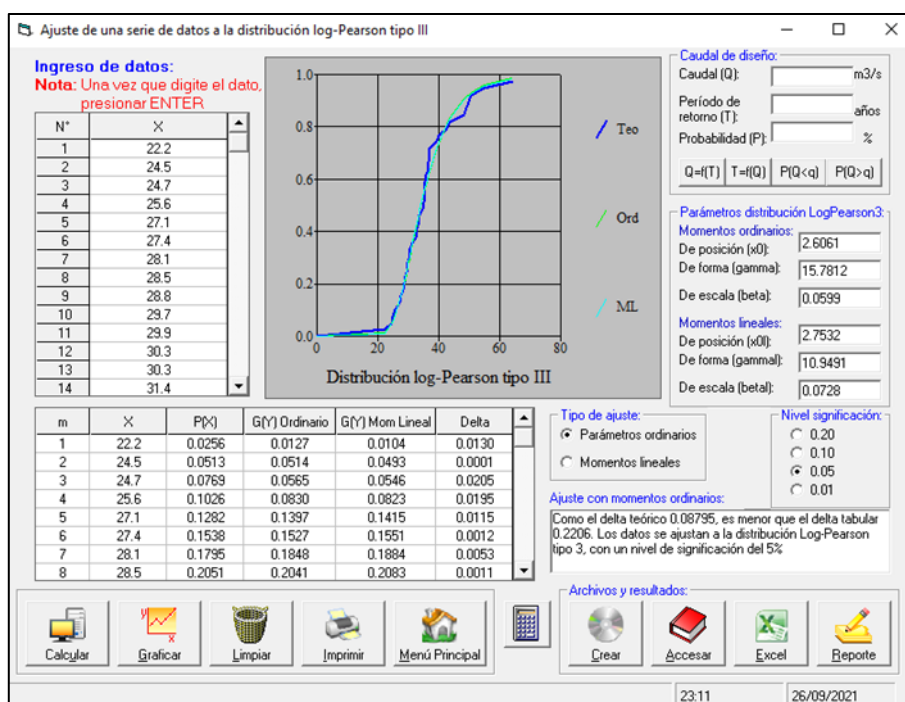 Ajuste de una serie de datos a la distribución log-Pearson tipo III
Ingreso de datos:
Nota: Una vez que digite el dato,
presionar ENTER
N° X
1 22.2
2 24.5
3 24.7
4 25.6
5 27.1
6 27.4
7 28.1
8 28.5
9 28.8
10 29.7
11 29.9
12 30.3
13 30.3
14 31.4
1.0
0.8
0.6
0.4
0.2
0.0
0 20 40 60 80
Distribución log-Pearson tipo III
Teo
Ord
ML
Caudal de diseño:
Caudal (Q): m3/s
Período de
retorno (T): años
Probabilidad (P): %
Q=f(T) T=f(Q) P(Q<q) P(Q>q)
Parámetros distribución LogPearson3:
Momentos ordinarios:
De posición (x0): 2.6061
De forma (gamma): 15.7812
De escala (beta): 0.0599
Momentos lineales:
De posición (x0l): 2.7532
De forma (gammal): 10.9491
De escala (betal): 0.0728
m X P(X) G(Y) Ordinario G(Y) Mom Lineal Delta
1 22.2 0.0256 0.0127 0.0104 0.0130
2 24.5 0.0513 0.0514 0.0493 0.0001
3 24.7 0.0769 0.0565 0.0546 0.0205
4 25.6 0.1026 0.0830 0.0823 0.0195
5 27.1 0.1282 0.1397 0.1415 0.0115
6 27.4 0.1538 0.1527 0.1551 0.0012
7 28.1 0.1795 0.1848 0.1884 0.0053
8 28.5 0.2051 0.2041 0.2083 0.0011
Tipo de ajuste:
Parámetros ordinarios
Momentos lineales
Nivel significación:
0.20
0.10
0.05
0.01
Ajuste con momentos ordinarios:
Como el delta teórico 0.08795, es menor que el delta tabular
0.2206. Los datos se ajustan a la distribución Log-Pearson
tipo 3, con un nivel de significación del 5%
Calcular Graficar Limpiar Imprimir Menú Principal
Archivos y resultados:
Crear Accesar Excel Reporte
23:11 26/09/2021